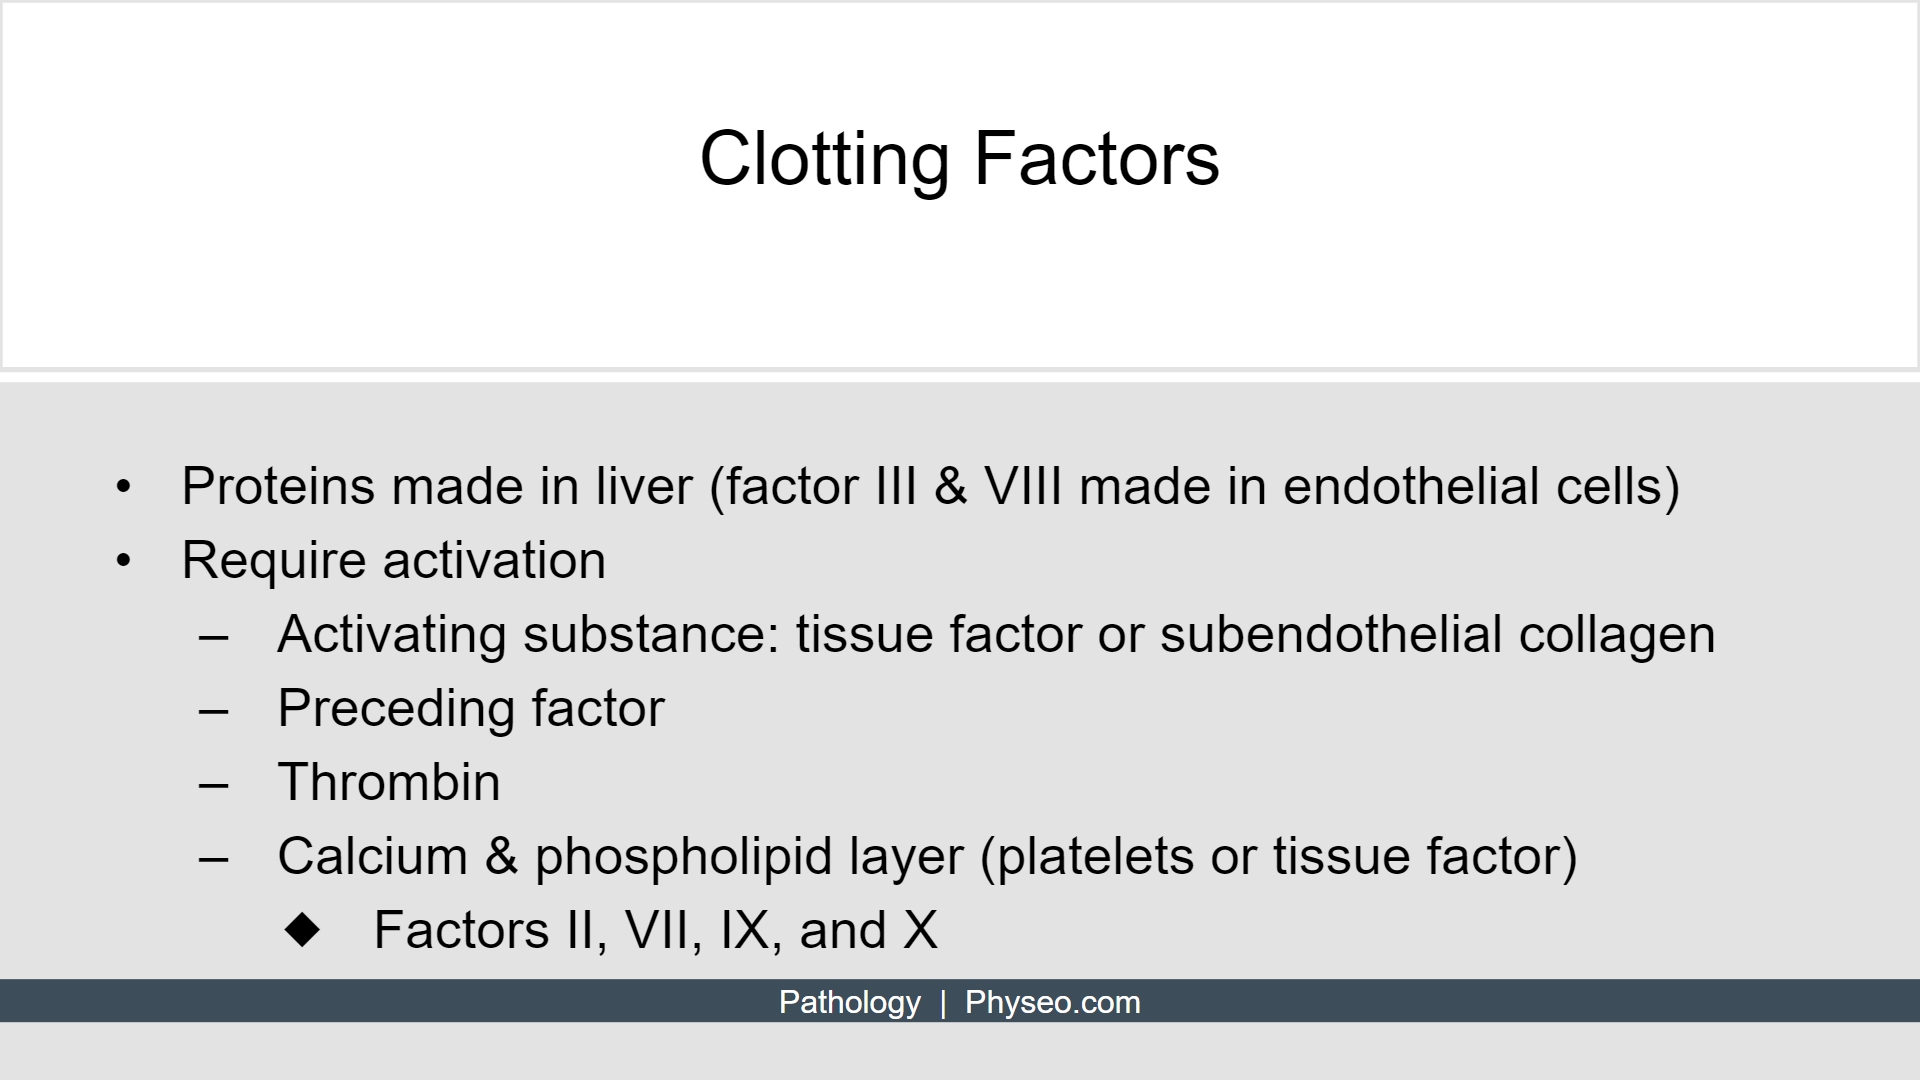 Clotting Factors
• Proteins made in liver (factor III & VIII made in endothelial cells)
• Require activation
– Activating substance: tissue factor or subendothelial collagen
– Preceding factor
– Thrombin
– Calcium & phospholipid layer (platelets or tissue factor)
◆ Factors II, VII, IX, and X
Pathology | Physeo.com